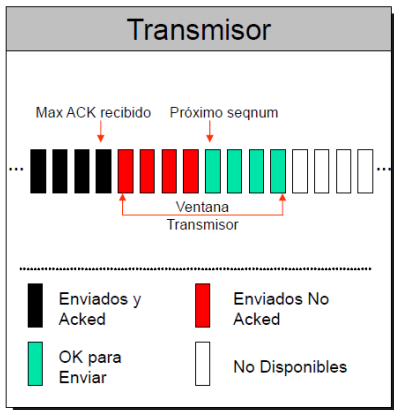 Transmisor
Max ACK recibido Próximo seqnum
... ...
Ventana
Transmisor
Enviados y
Acked
Enviados No
Acked
OK para
Enviar
No Disponibles